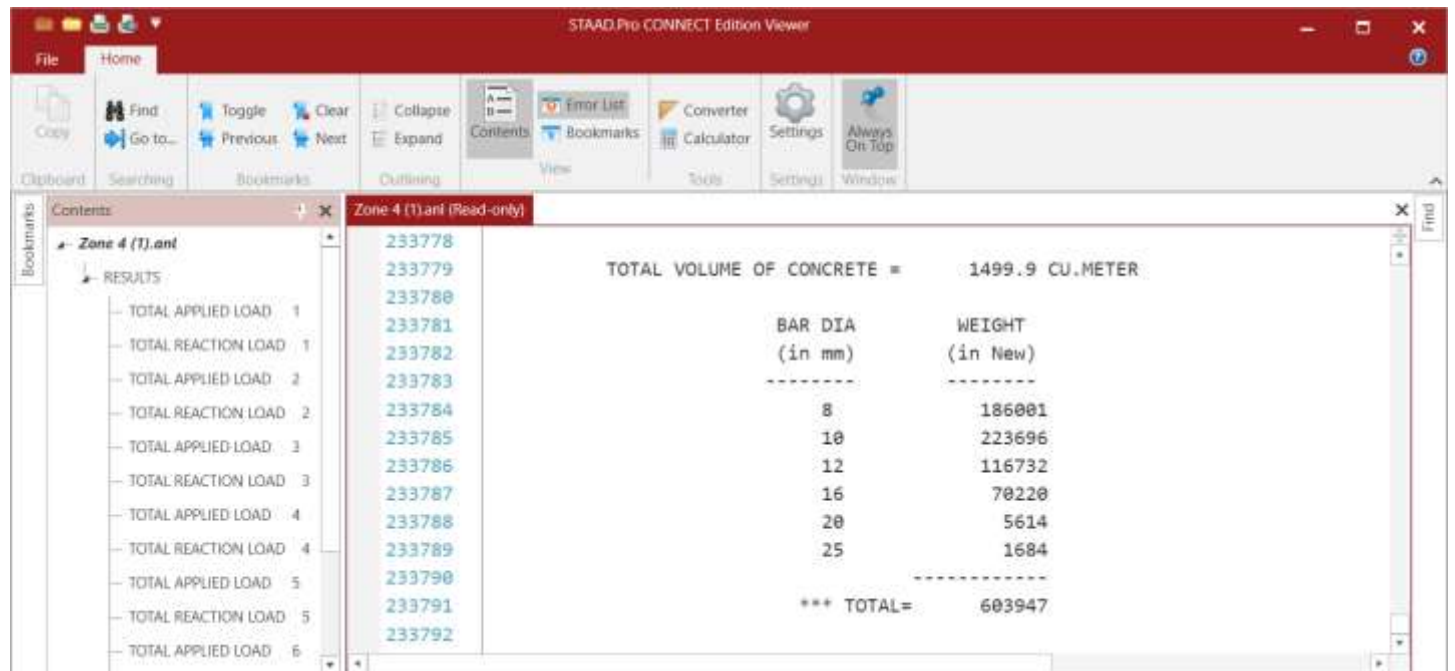 STAAD.Pro CONNECT Edition Viewer
File Home
Copy
Find
Go to...
Toggle
Previous
Clear
Next
Collapse
Expand
Contents
Error List
Bookmarks
Converter
Calculator
Settings
Always On Top
Clipboard Searching Bookmarks Outlining View Tools Settings Window
Bookmarks
Contents
Zone 4 (1).anl (Read-only)
Find
Zone 4 (1).anl
RESULTS
TOTAL APPLIED LOAD 1
TOTAL REACTION LOAD 1
TOTAL APPLIED LOAD 2
TOTAL REACTION LOAD 2
TOTAL APPLIED LOAD 3
TOTAL REACTION LOAD 3
TOTAL APPLIED LOAD 4
TOTAL REACTION LOAD 4
TOTAL APPLIED LOAD 5
TOTAL REACTION LOAD 5
TOTAL APPLIED LOAD 6
233778
233779 TOTAL VOLUME OF CONCRETE = 1499.9 CU.METER
233780
233781 BAR DIA WEIGHT
233782 (in mm) (in New)
233783 -------- --------
233784 8 186001
233785 10 223696
233786 12 116732
233787 16 70220
233788 20 5614
233789 25 1684
233790 ------------
233791 *** TOTAL= 603947
233792